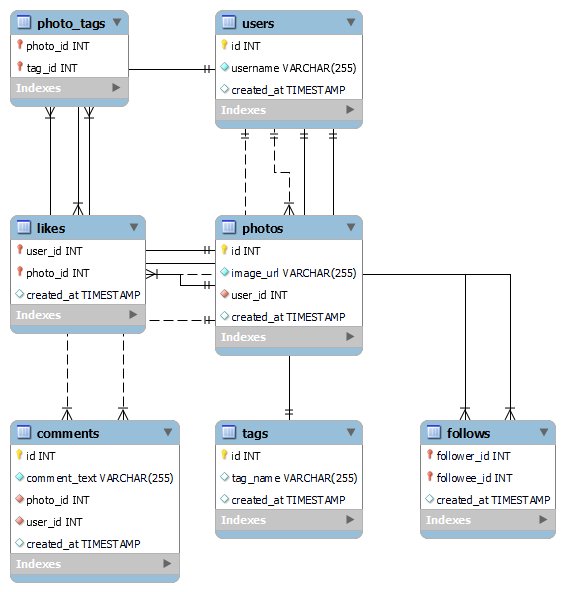 photo_tags
photo_id INT
tag_id INT
Indexes
users
id INT
username VARCHAR(255)
created_at TIMESTAMP
Indexes
likes
user_id INT
photo_id INT
created_at TIMESTAMP
Indexes
photos
id INT
image_url VARCHAR(255)
user_id INT
created_at TIMESTAMP
Indexes
comments
id INT
comment_text VARCHAR(255)
photo_id INT
user_id INT
created_at TIMESTAMP
Indexes
tags
id INT
tag_name VARCHAR(255)
created_at TIMESTAMP
Indexes
follows
follower_id INT
followee_id INT
created_at TIMESTAMP
Indexes